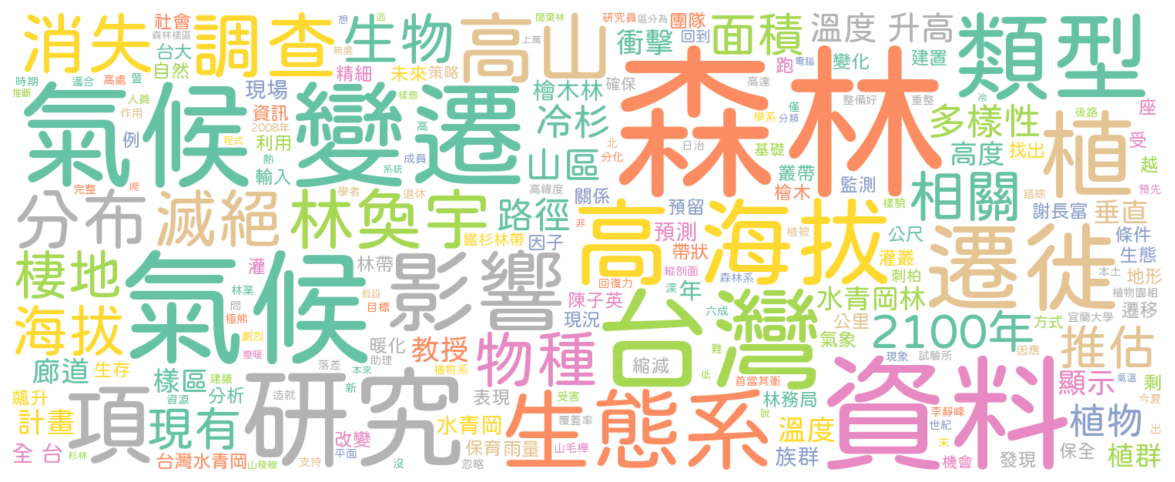 消失
調查
生物
高山
森林
類型
氣候變遷
社會
森林樣區
台大
自然
時期
適合
高處
暨
推斷
人員
作用
精細
現場
資訊
2008年
例
利用
程式
熱
輸入
完整
爬
未來
策略
無處
想
逃
上萬
闊葉林
研究員
區分為
團隊
衝擊
回到
電腦
面積
溫度
升高
跑
變化
建置
檜木林
確保
冷杉
高達
整備好
重整
僅
分類
冷
後路
座
受
越
預先
多樣性
高度
找出
植
樣態
高
成員
系統
學者
退休
高緯度
北
分化
日治
學系
基礎
叢帶
檜木
監測
樣貌
山區
分布
滅絕
林奐宇
路徑
關係
非
預留
植被
相關
謝長富
錯綜
垂直
條件
生態
地形
本土
植物園組
遷移
高海拔
遷徙
棲地
灌
林業
問
極熊
劇烈
變暖
氣候
林帶
看設
目標
影響
鐵杉林帶
因子
預測
帶狀
縱剖面
森林系
回復力
深
年
公尺
灌叢
刺柏
水青岡林
公里
氣象
海拔
陳子英
現況
台灣
2100年
方式
因應
宜蘭大學
推估
廊道
生存
飆升
建議
資源
樣區
分析
落差
本來
新
暖化
助理
教授
植物系
物種
縮減
六成
難
低
現象
試驗所
首當其衝
顯示
氣溫
剩
今夏
計畫
全台
杉林
項
現有
台灣水青岡
山稜線
造就
研究
改變
平面
支持
沒
表現
水青岡
保育
雨量
忽略
受害
覆蓋率
山毛櫸
生態系
林務局
說
溫度
族群
資料
李靜峰
世紀
末
機會
發現
植物
保全
出
植群